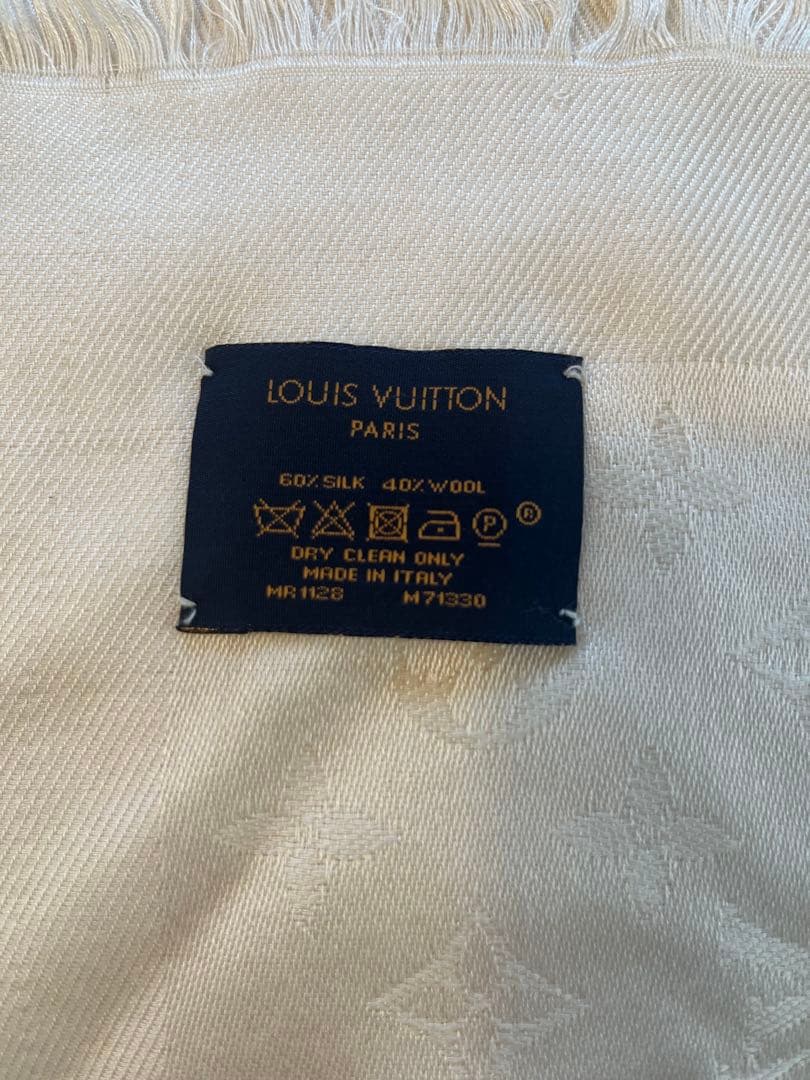 LOUIS VUITTON
PARIS
60% SILK 40% WOOL
P ®
DRY CLEAN ONLY
MADE IN ITALY
MR1128 M71330